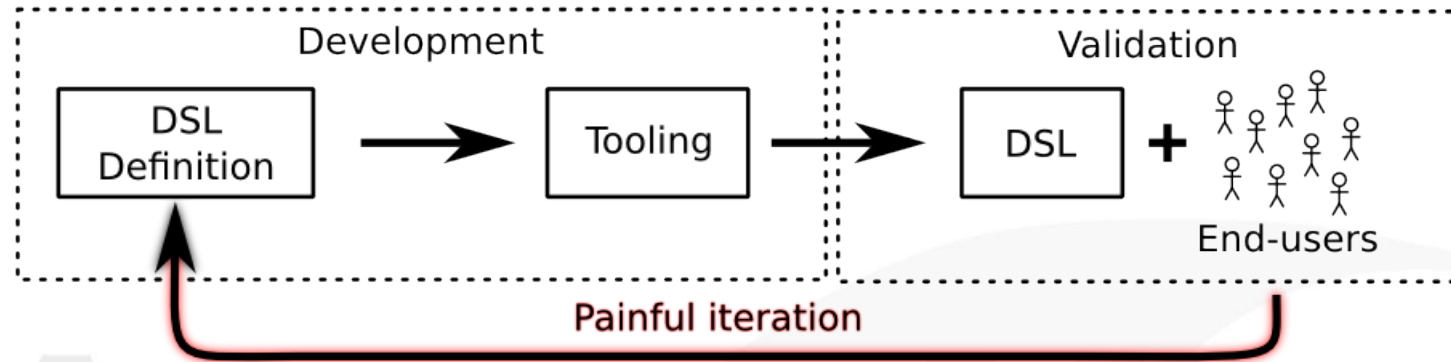 Development
Validation
DSL
Definition
Tooling
DSL
+
End-users
Painful iteration